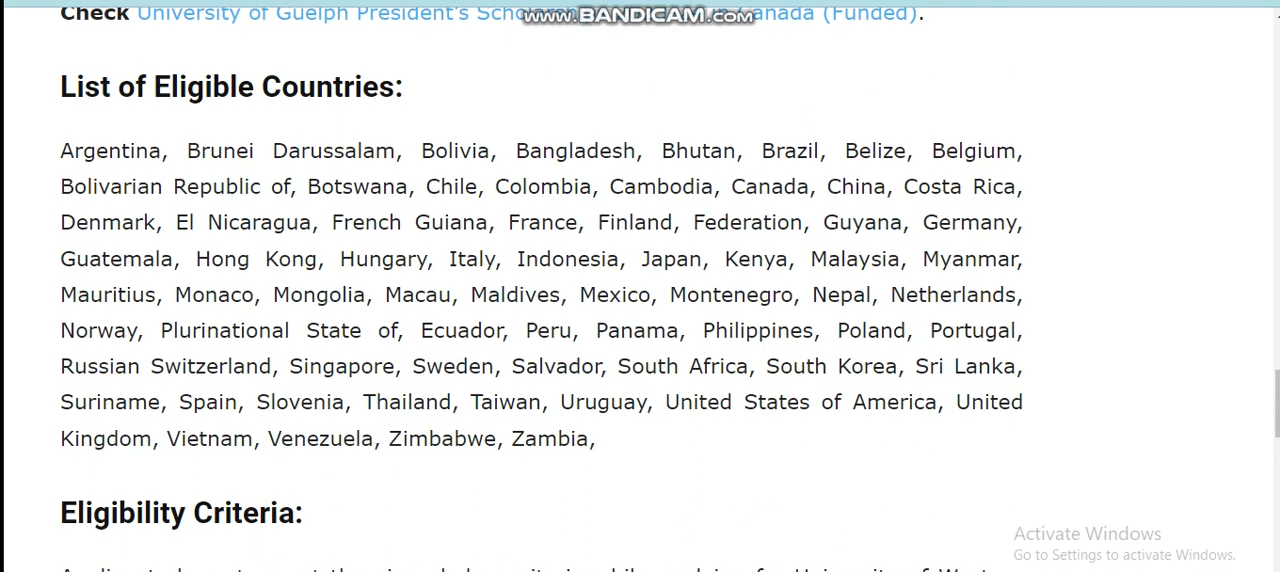 Check University of Guelph President's Canada (Funded).
www.BANDICAM.com
List of Eligible Countries:
Argentina, Brunei Darussalam, Bolivia, Bangladesh, Bhutan, Brazil, Belize, Belgium,
Bolivarian Republic of, Botswana, Chile, Colombia, Cambodia, Canada, China, Costa Rica,
Denmark, El Nicaragua, French Guiana, France, Finland, Federation, Guyana, Germany,
Guatemala, Hong Kong, Hungary, Italy, Indonesia, Japan, Kenya, Malaysia, Myanmar,
Mauritius, Monaco, Mongolia, Macau, Maldives, Mexico, Montenegro, Nepal, Netherlands,
Norway, Plurinational State of, Ecuador, Peru, Panama, Philippines, Poland, Portugal,
Russian Switzerland, Singapore, Sweden, Salvador, South Africa, South Korea, Sri Lanka,
Suriname, Spain, Slovenia, Thailand, Taiwan, Uruguay, United States of America, United
Kingdom, Vietnam, Venezuela, Zimbabwe, Zambia,
Eligibility Criteria:
Activate Windows
Go to Settings to activate Windows.